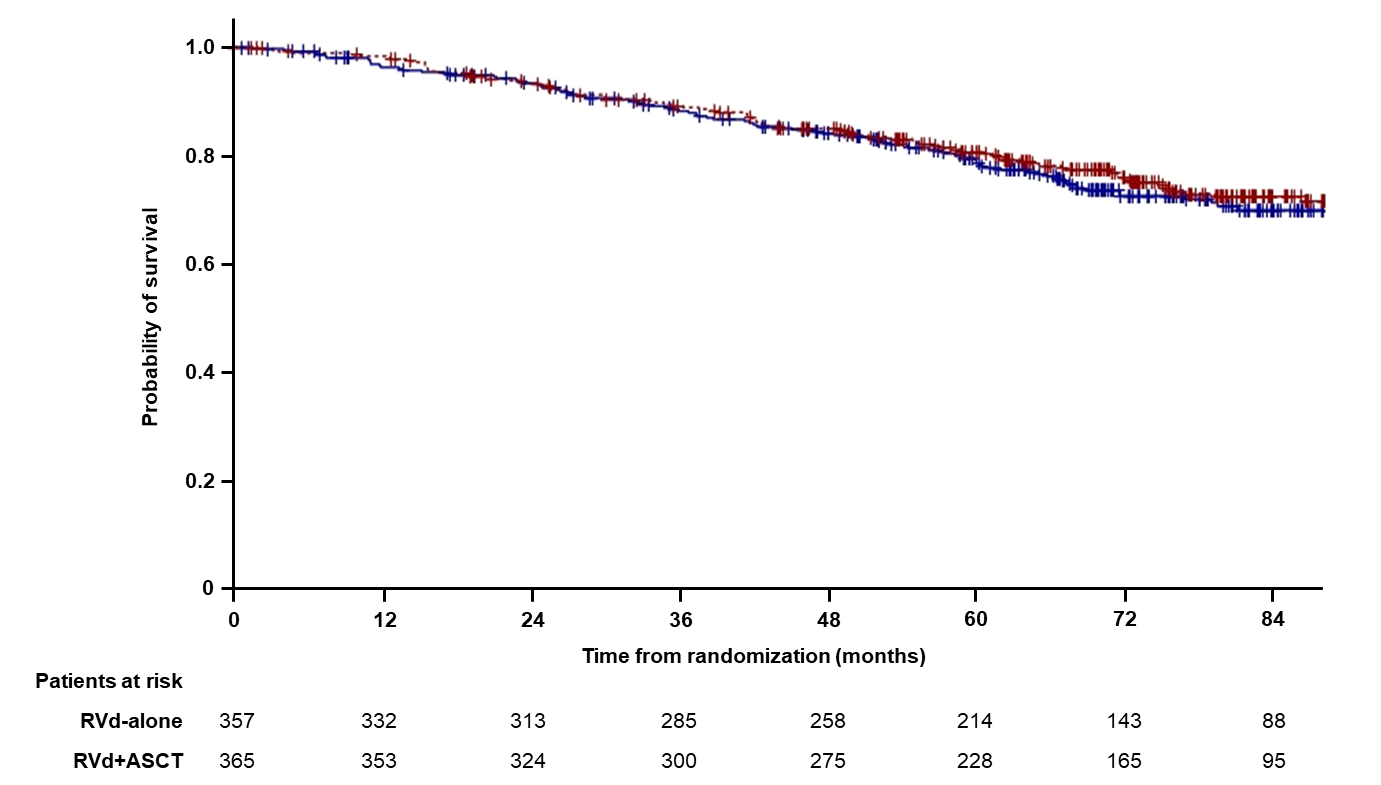 1.0
0.8
0.6
0.4
0.2
0
Probability of survival
0 12 24 36 48 60 72 84
Time from randomization (months)
Patients at risk
RVd-alone 357 332 313 285 258 214 143 88
RVd+ASCT 365 353 324 300 275 228 165 95